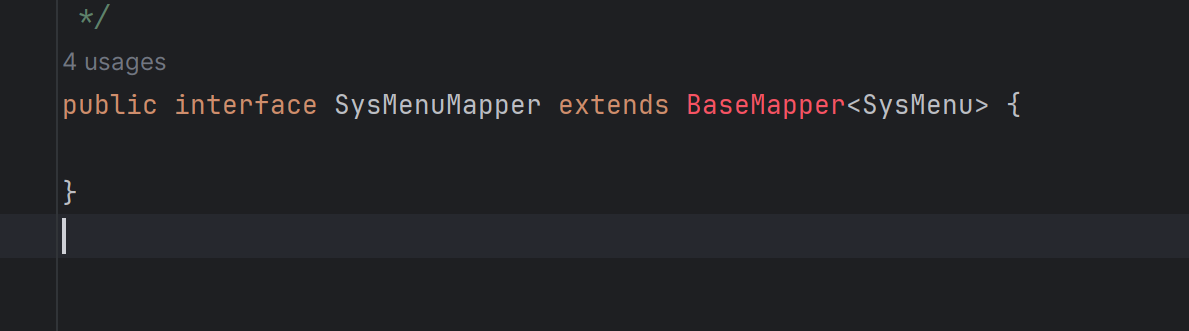 */
4 usages
public interface SysMenuMapper extends BaseMapper<SysMenu> {
}